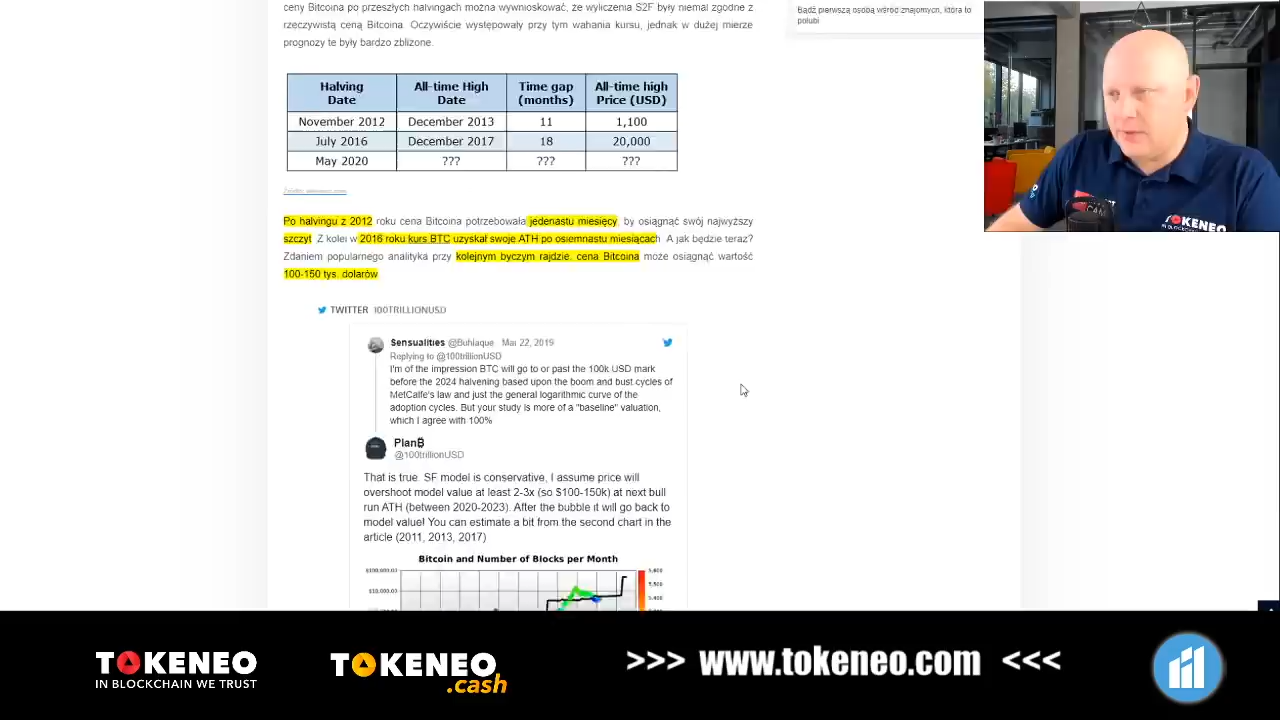 ceny Bitcoina po przeszłych halvingach można wywnioskować, że wyliczenia S2F były niemal zgodne z
rzeczywistą ceną Bitcoina. Oczywiście występowały przy tym wahania kursu, jednak w dużej mierze
prognozy te były bardzo zbliżone.
Bądź pierwszą osobą wśród znajomych, która to
polubi
Halving Date All-time High Date Time gap (months) All-time high Price (USD)
November 2012 December 2013 11 1,100
July 2016 December 2017 18 20,000
May 2020 ??? ??? ???
Po halvingu z 2012 roku cena Bitcoina potrzebowała jedenastu miesięcy, by osiągnąć swój najwyższy
szczyt. Z kolei w 2016 roku kurs BTC uzyskał swoje ATH po osiemnastu miesiącach. A jak będzie teraz?
Zdaniem popularnego analityka przy kolejnym byczym rajdzie, cena Bitcoina może osiągnąć wartość
100-150 tys. dolarów.
TWITTER 100TRILLIONUSD
Sensualities @Buhlaque Mar 22, 2019
Replying to @100trillionUSD
I'm of the impression BTC will go to or past the 100k USD mark
before the 2024 halvening based upon the boom and bust cycles of
MetCalfe's law and just the general logarithmic curve of the
adoption cycles. But your study is more of a "baseline" valuation,
which I agree with 100%
Plan₿
@100trillionUSD
That is true. SF model is conservative, I assume price will
overshoot model value at least 2-3x (so $100-150k) at next bull
run ATH (between 2020-2023). After the bubble it will go back to
model value! You can estimate a bit from the second chart in the
article (2011, 2013, 2017)
Bitcoin and Number of Blocks per Month
TOKENEO
TOKENEO
IN BLOCKCHAIN WE TRUST
TOKENEO
.cash
>>> www.tokeneo.com <<<